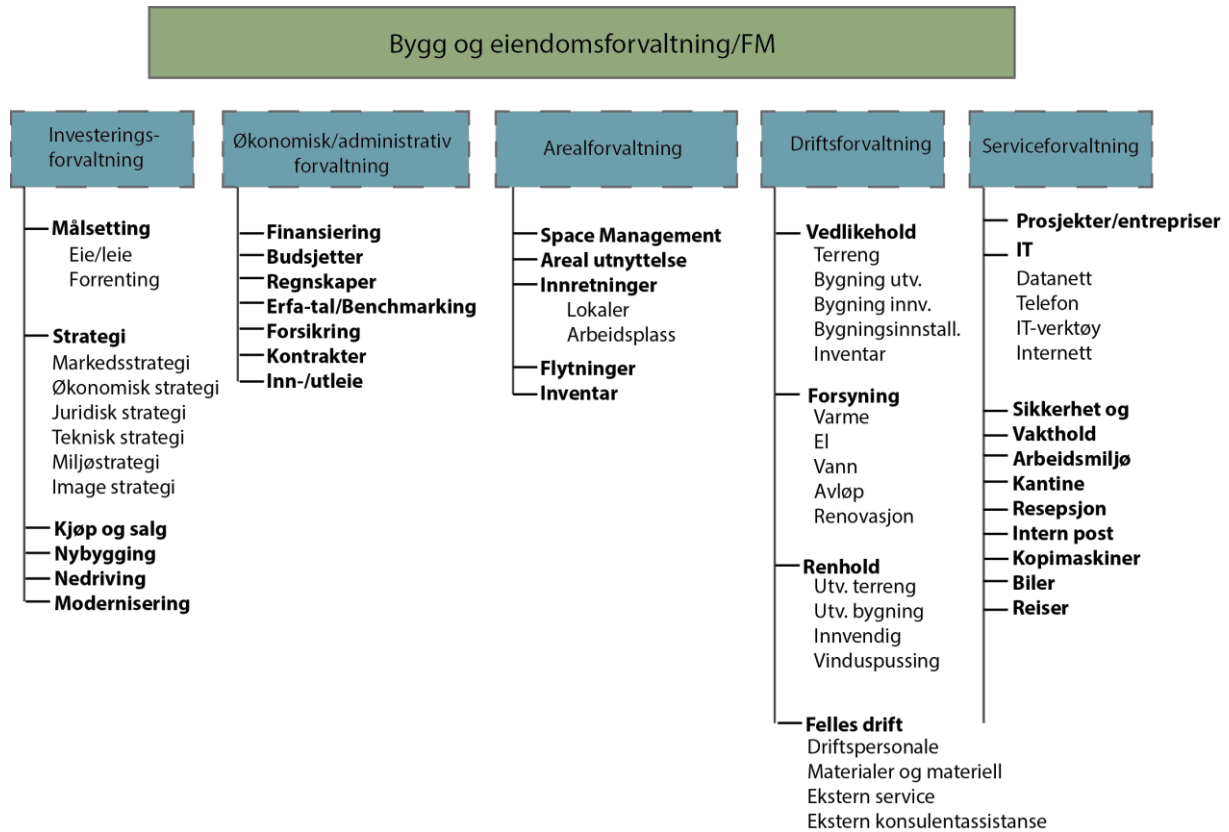 Bygg og eiendomsforvaltning/FM
Investerings-
forvaltning
Målsetting
Eie/leie
Forrenting
Strategi
Markedsstrategi
Økonomisk strategi
Juridisk strategi
Teknisk strategi
Miljøstrategi
Image strategi
Kjøp og salg
Nybygging
Nedriving
Modernisering
Økonomisk/administrativ
forvaltning
Finansiering
Budsjetter
Regnskaper
Erfa-tal/Benchmarking
Forsikring
Kontrakter
Inn-/utleie
Arealforvaltning
Space Management
Areal utnyttelse
Innretninger
Lokaler
Arbeidsplass
Flytninger
Inventar
Driftsforvaltning
Vedlikehold
Terreng
Bygning utv.
Bygning innv.
Bygningsinnstall.
Inventar
Forsyning
Varme
El
Vann
Avløp
Renovasjon
Renhold
Utv. terreng
Utv. bygning
Innvendig
Vinduspussing
Felles drift
Driftspersonale
Materialer og materiell
Ekstern service
Ekstern konsulentassistanse
Serviceforvaltning
Prosjekter/entrepriser
IT
Datanett
Telefon
IT-verktøy
Internett
Sikkerhet og
Vakthold
Arbeidsmiljø
Kantine
Resepsjon
Intern post
Kopimaskiner
Biler
Reiser